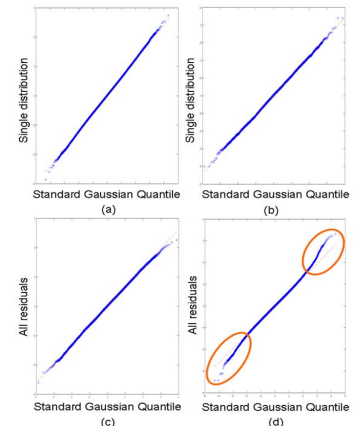 Single distribution
Single distribution
Standard Gaussian Quantile
Standard Gaussian Quantile
(a)
(b)
All residuals
All residuals
Standard Gaussian Quantile
Standard Gaussian Quantile
(c)
(d)